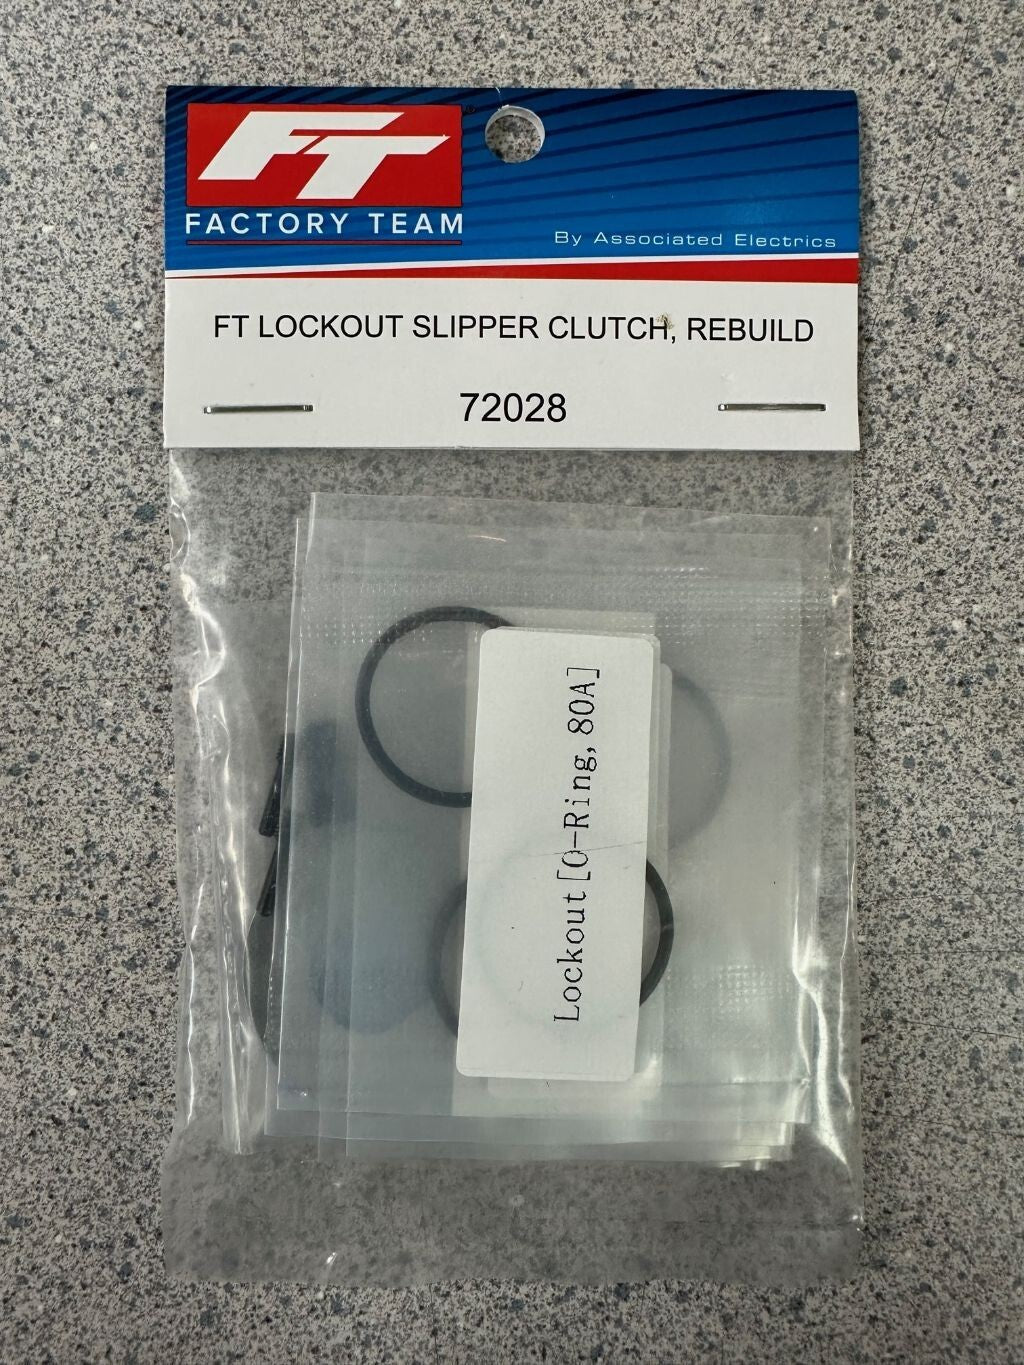 FT
FACTORY TEAM
By Associated Electrics
FT LOCKOUT SLIPPER CLUTCH, REBUILD
72028
Lockout[O-Ring, 80A]